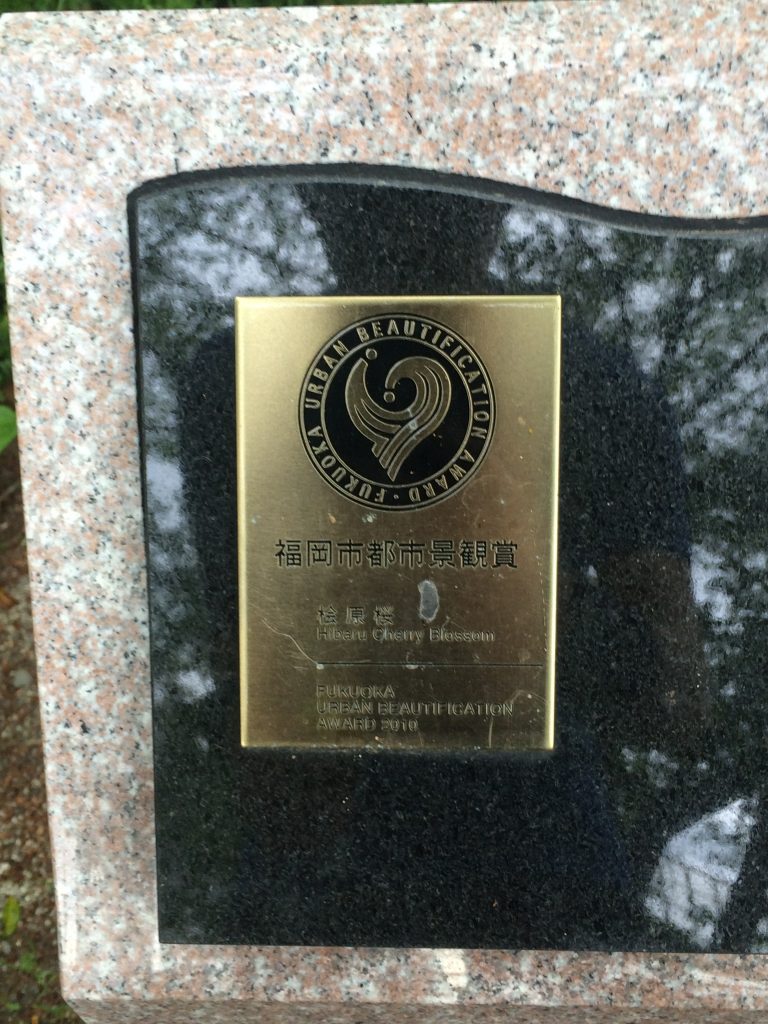 FUKUOKA URBAN BEAUTIFICATION AWARD
福岡市都市景観賞
桧原桜
Hibaru Cherry Blossom
FUKUOKA
URBAN BEAUTIFICATION
AWARD 2010